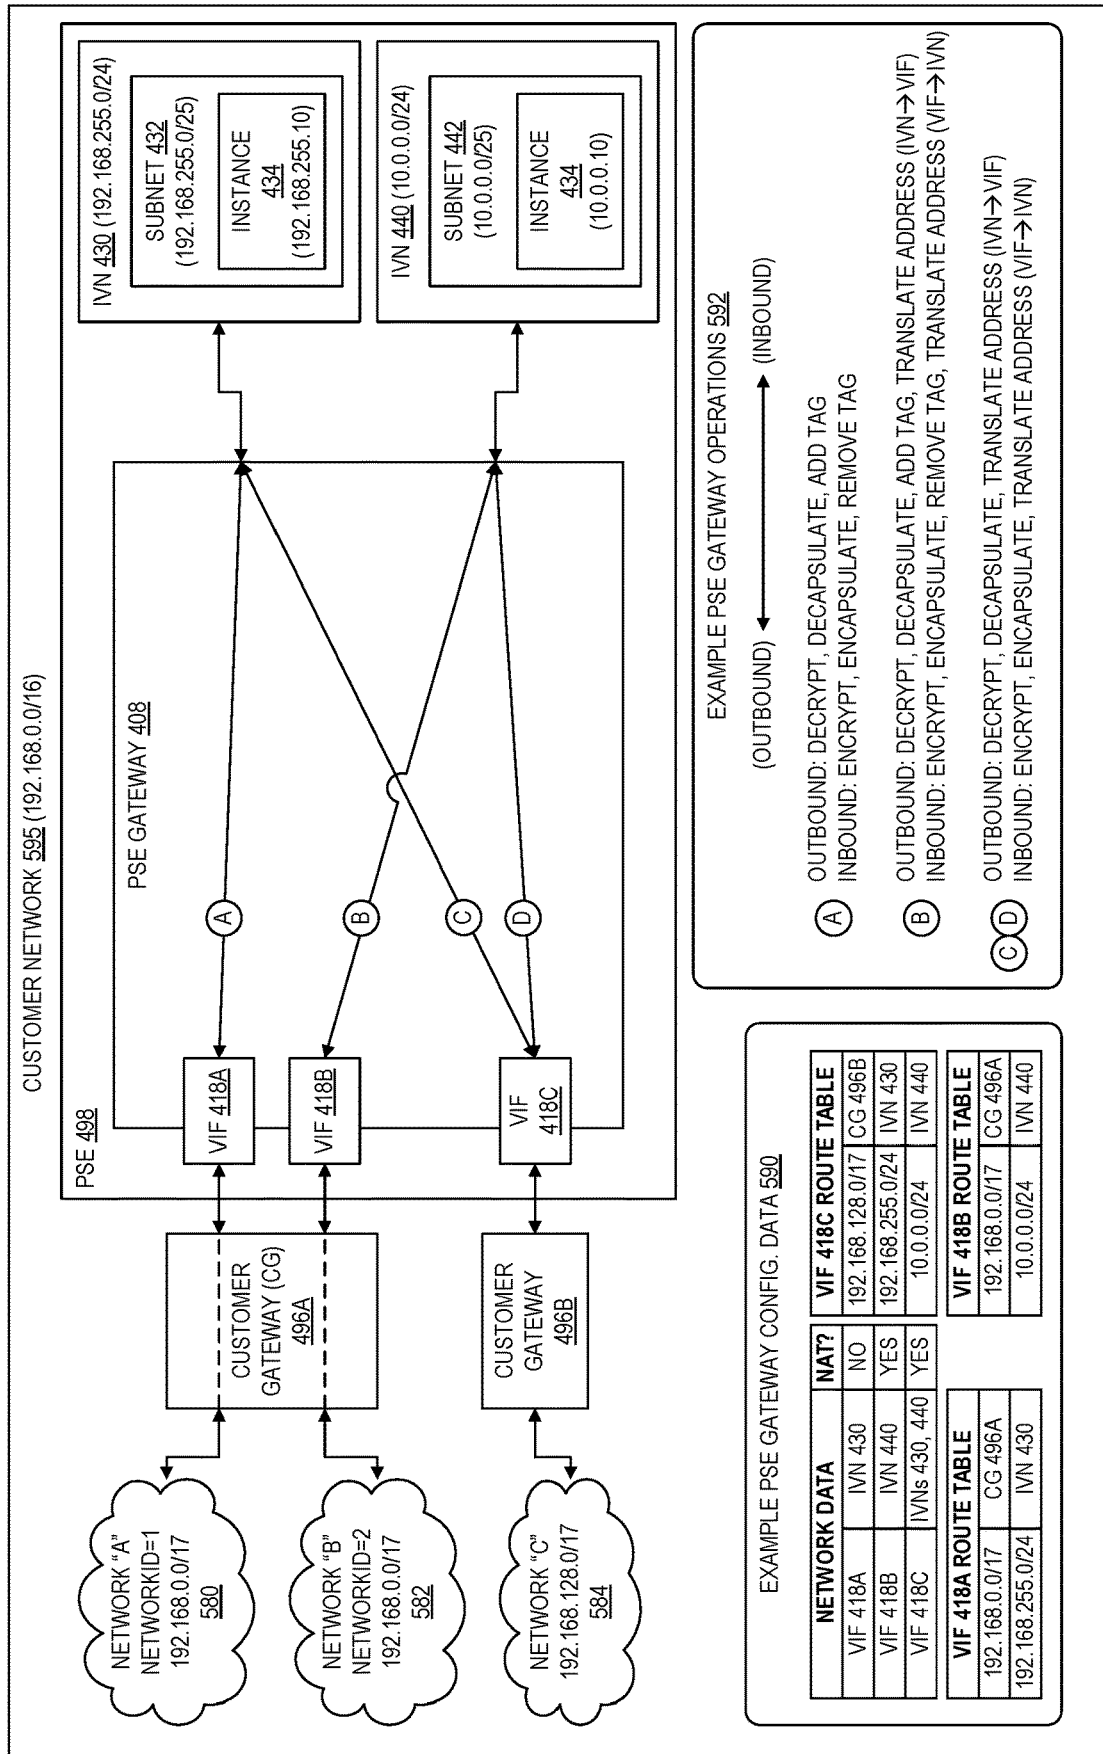 CUSTOMER NETWORK 595 (192.168.0.0/16)
NETWORK “A”
NETWORKID=1
192.168.0.0/17
580
NETWORK “B”
NETWORKID=2
192.168.0.0/17
582
NETWORK “C”
192.168.128.0/17
584
CUSTOMER
GATEWAY (CG)
496A
CUSTOMER
GATEWAY
496B
PSE 498
VIF 418A
VIF 418B
VIF
418C
PSE GATEWAY 408
A
B
C
D
IVN 430 (192.168.255.0/24)
SUBNET 432
(192.168.255.0/25)
INSTANCE
434
(192.168.255.10)
IVN 440 (10.0.0.0/24)
SUBNET 442
(10.0.0.0/25)
INSTANCE
434
(10.0.0.10)
EXAMPLE PSE GATEWAY CONFIG. DATA 590
NETWORK DATA NAT?
VIF 418A IVN 430 NO
VIF 418B IVN 440 YES
VIF 418C IVNs 430, 440 YES
VIF 418C ROUTE TABLE
192.168.128.0/17 CG 496B
192.168.255.0/24 IVN 430
10.0.0.0/24 IVN 440
VIF 418A ROUTE TABLE
192.168.0.0/17 CG 496A
192.168.255.0/24 IVN 430
VIF 418B ROUTE TABLE
192.168.0.0/17 CG 496A
10.0.0.0/24 IVN 440
EXAMPLE PSE GATEWAY OPERATIONS 592
(OUTBOUND) (INBOUND)
A
OUTBOUND: DECRYPT, DECAPSULATE, ADD TAG
INBOUND: ENCRYPT, ENCAPSULATE, REMOVE TAG
B
OUTBOUND: DECRYPT, DECAPSULATE, ADD TAG, TRANSLATE ADDRESS (IVN→VIF)
INBOUND: ENCRYPT, ENCAPSULATE, REMOVE TAG, TRANSLATE ADDRESS (VIF→IVN)
C D
OUTBOUND: DECRYPT, DECAPSULATE, TRANSLATE ADDRESS (IVN→VIF)
INBOUND: ENCRYPT, ENCAPSULATE, TRANSLATE ADDRESS (VIF→IVN)